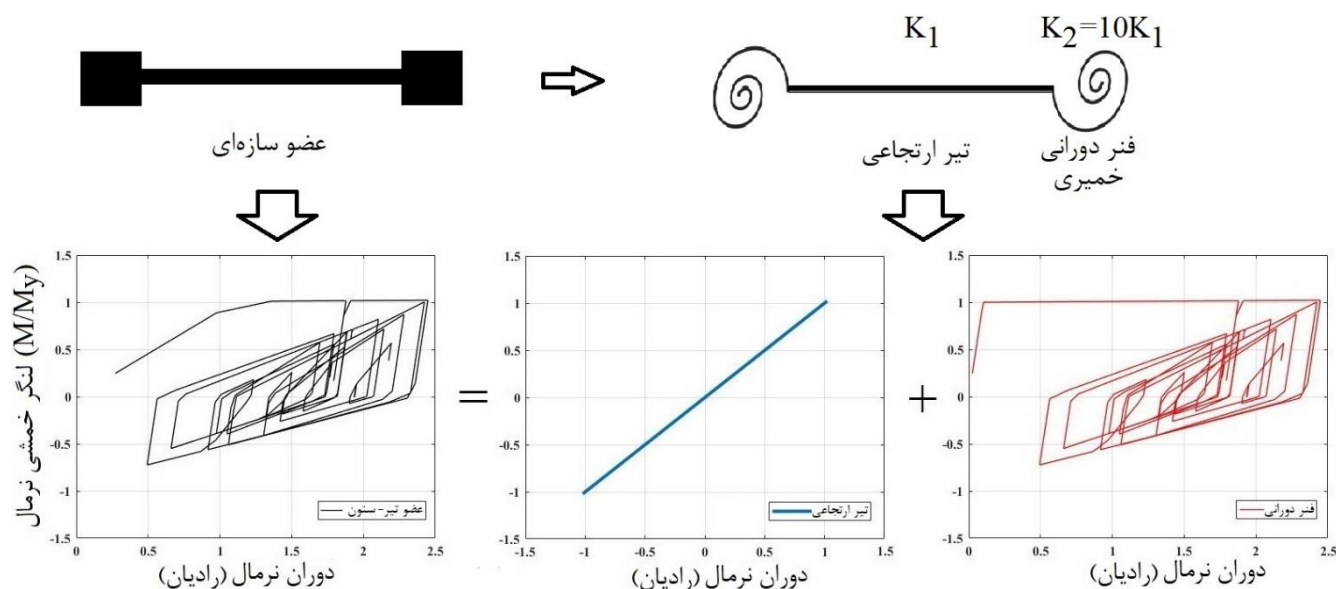 K1
K2=10K1
عضو سازه‌ای
تیر ارتجاعی
فنر دورانی
خمیری
لنگر خمشی نرمال (M/My)
1.5
1
0.5
0
-0.5
-1
-1.5
عضو تیر-ستون
0 0.5 1 1.5 2 2.5
دوران نرمال (رادیان)
=
1.5
1
0.5
0
-0.5
-1
-1.5
تیر ارتجاعی
-1.5 -1 -0.5 0 0.5 1 1.5
دوران نرمال (رادیان)
+
1.5
1
0.5
0
-0.5
-1
-1.5
فنر دورانی
0 0.5 1 1.5 2 2.5
دوران نرمال (رادیان)